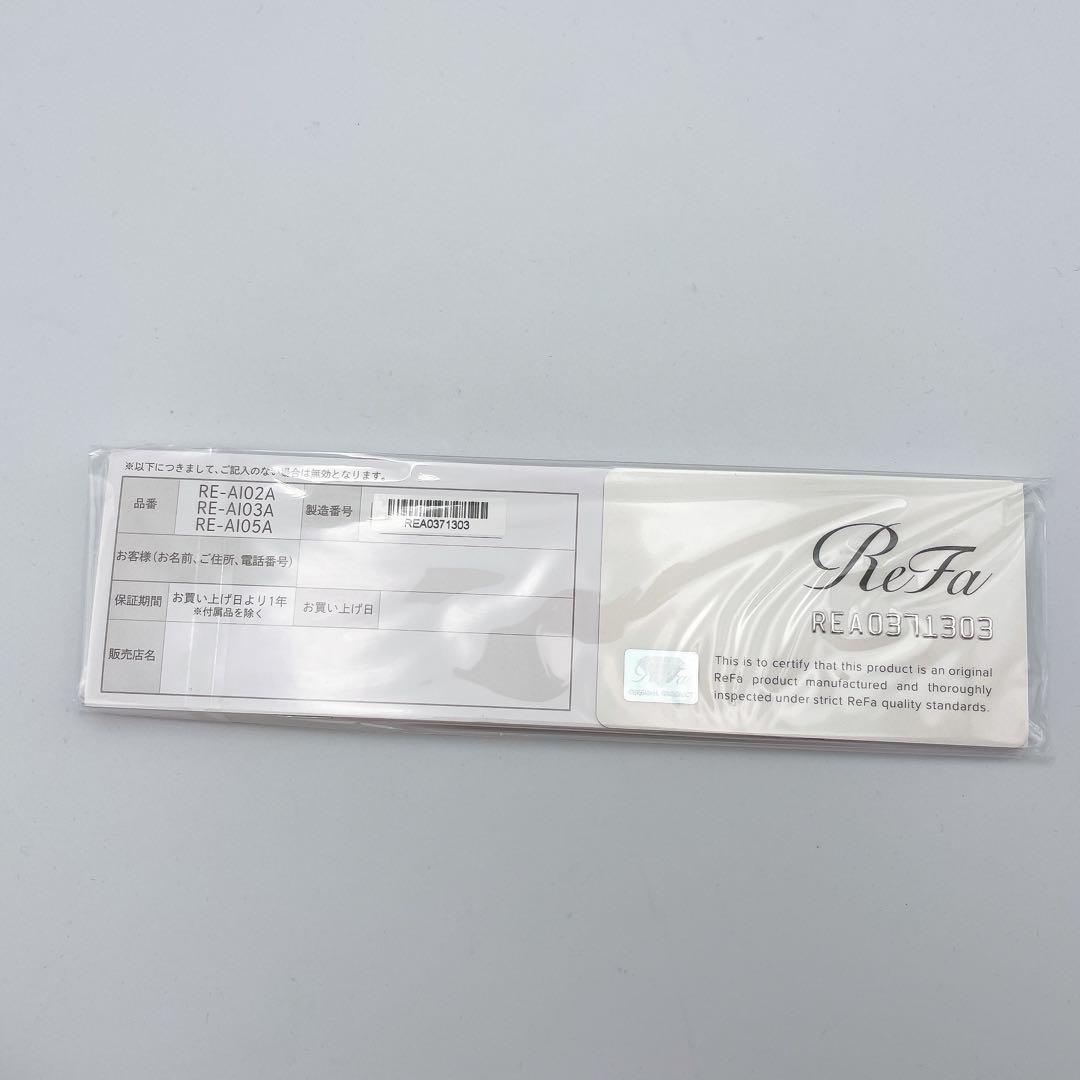 ※以下につきまして、ご記入のない場合は無効となります。
品番
RE-AI02A
RE-AI03A
RE-AI05A
製造番号
REA0371303
お客様(お名前、ご住所、電話番号)
保証期間
お買い上げ日より1年
※付属品を除く
お買い上げ日
販売店名
ReFa
REA0371303
This is to certify that this product is an original
ReFa product manufactured and thoroughly
inspected under strict ReFa quality standards.
ReFa
ORIGINAL PRODUCT